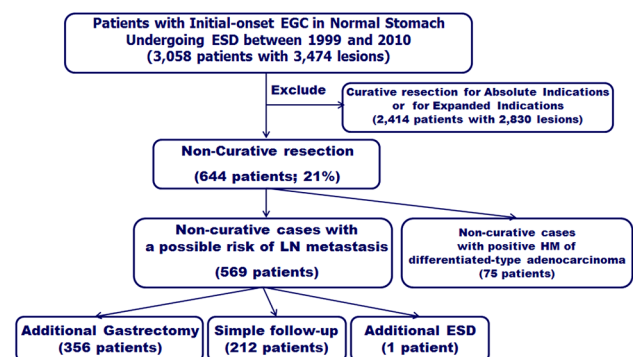 Patients with Initial-onset EGC in Normal Stomach
Undergoing ESD between 1999 and 2010
(3,058 patients with 3,474 lesions)
Exclude
Curative resection for Absolute Indications
or for Expanded Indications
(2,414 patients with 2,830 lesions)
Non-Curative resection
(644 patients; 21%)
Non-curative cases with
a possible risk of LN metastasis
(569 patients)
Non-curative cases
with positive HM of
differentiated-type adenocarcinoma
(75 patients)
Additional Gastrectomy
(356 patients)
Simple follow-up
(212 patients)
Additional ESD
(1 patient)